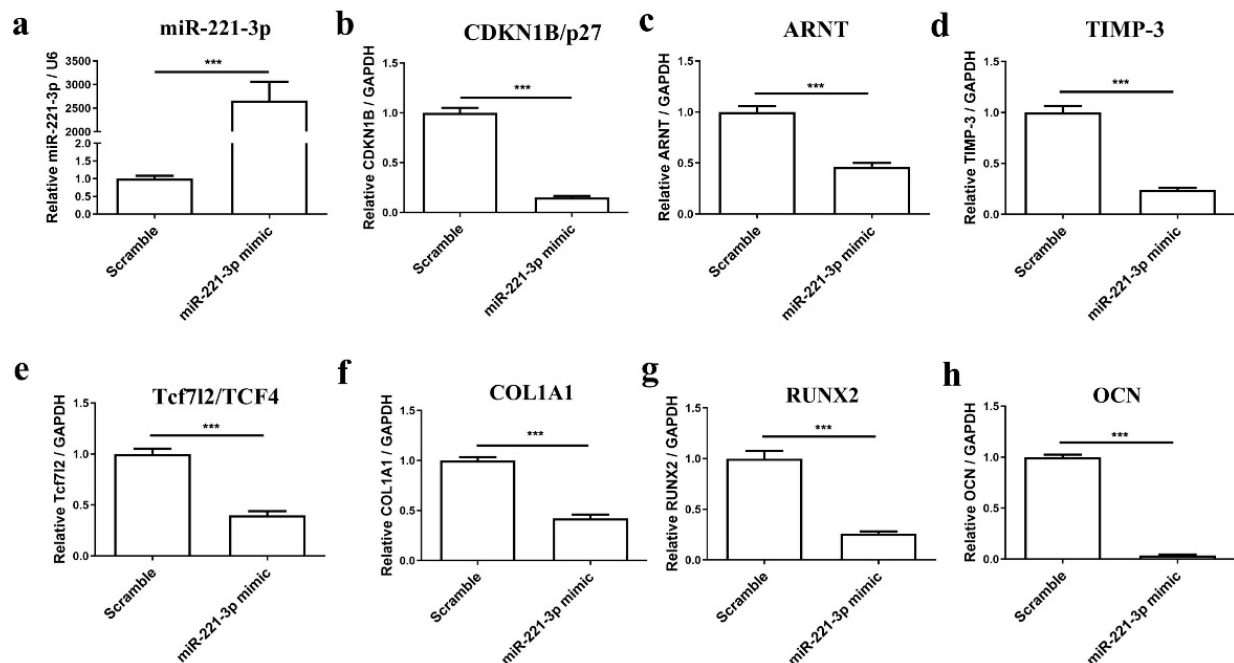 a
miR-221-3p
Relative miR-221-3p / U6
3500
3000
2500
2000
2.0
1.5
1.0
0.5
0.0
***
Scramble
miR-221-3p mimic
b
CDKN1B/p27
Relative CDKN1B / GAPDH
1.5
1.0
0.5
0.0
***
Scramble
miR-221-3p mimic
c
ARNT
Relative ARNT / GAPDH
1.5
1.0
0.5
0.0
***
Scramble
miR-221-3p mimic
d
TIMP-3
Relative TIMP-3 / GAPDH
1.5
1.0
0.5
0.0
***
Scramble
miR-221-3p mimic
e
Tcf7l2/TCF4
Relative Tcf7l2 / GAPDH
1.5
1.0
0.5
0.0
***
Scramble
miR-221-3p mimic
f
COL1A1
Relative COL1A1 / GAPDH
1.5
1.0
0.5
0.0
***
Scramble
miR-221-3p mimic
g
RUNX2
Relative RUNX2 / GAPDH
1.5
1.0
0.5
0.0
***
Scramble
miR-221-3p mimic
h
OCN
Relative OCN / GAPDH
1.5
1.0
0.5
0.0
***
Scramble
miR-221-3p mimic